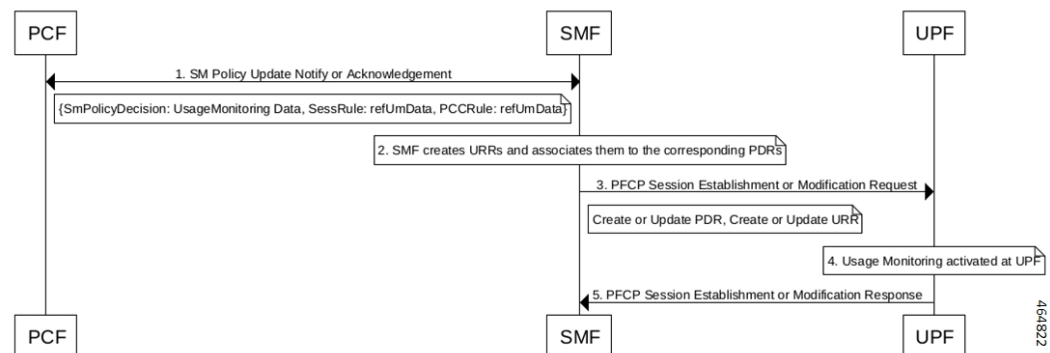 PCF
SMF
UPF
1. SM Policy Update Notify or Acknowledgement
{SmPolicyDecision: UsageMonitoring Data, SessRule: refUmData, PCCRule: refUmData}
2. SMF creates URRs and associates them to the corresponding PDRs
3. PFCP Session Establishment or Modification Request
Create or Update PDR, Create or Update URR
4. Usage Monitoring activated at UPF
5. PFCP Session Establishment or Modification Response
PCF
SMF
UPF
464822